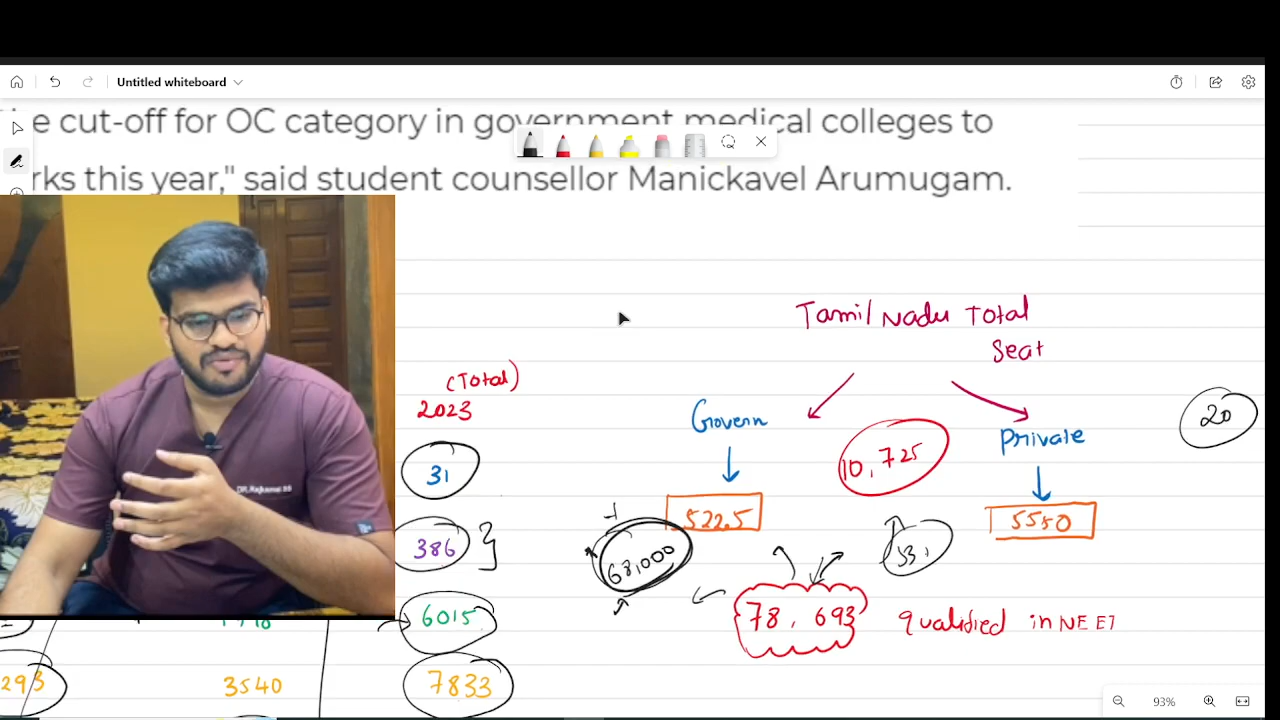 Untitled whiteboard
e cut-off for OC category in government medical colleges to
rks this year," said student counsellor Manickavel Arumugam.
Tamil Nadu Total
Seat
(Total)
2023
Govern
Private
20
10,725
31
5225
5550
386
68,000
531
6015
78,693 qualified in NEET
293
3540
7833
93%